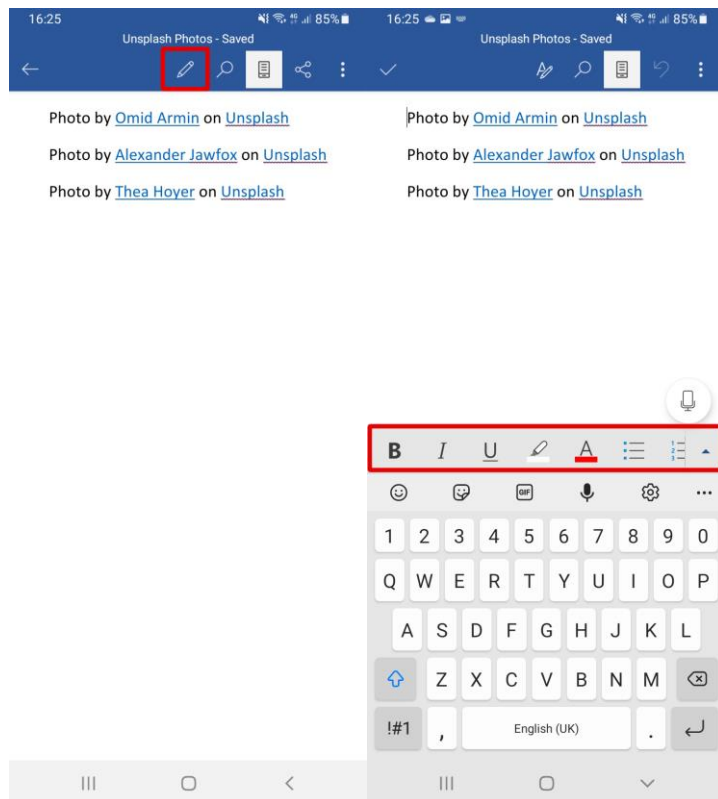 16:25
85%
Unsplash Photos - Saved
Photo by Omid Armin on Unsplash
Photo by Alexander Jawfox on Unsplash
Photo by Thea Hoyer on Unsplash
16:25
85%
Unsplash Photos - Saved
Photo by Omid Armin on Unsplash
Photo by Alexander Jawfox on Unsplash
Photo by Thea Hoyer on Unsplash
B I U A
GIF
1 2 3 4 5 6 7 8 9 0
Q W E R T Y U I O P
A S D F G H J K L
Z X C V B N M
!#1 , English (UK) .